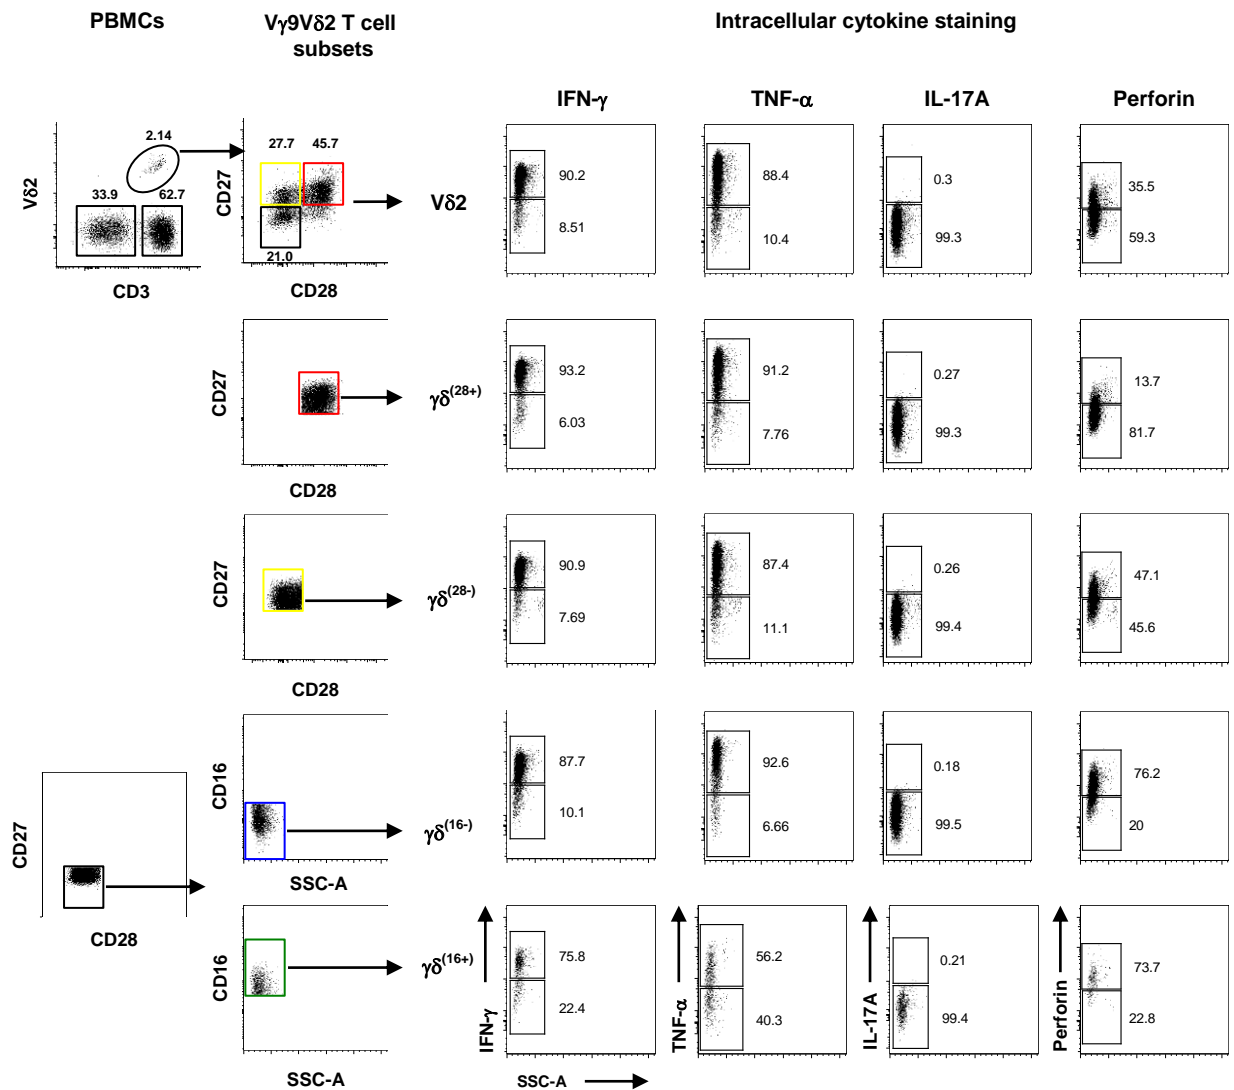 PBMCs
Vγ9Vδ2 T cell
subsets
Intracellular cytokine staining
IFN-γ
TNF-α
IL-17A
Perforin
2.14
33.9
62.7
Vδ2
CD3
27.7
45.7
21.0
CD27
CD28
Vδ2
90.2
8.51
88.4
10.4
0.3
99.3
35.5
59.3
CD27
CD28
γδ(28+)
93.2
6.03
91.2
7.76
0.27
99.3
13.7
81.7
CD27
CD28
γδ(28-)
90.9
7.69
87.4
11.1
0.26
99.4
47.1
45.6
CD27
CD28
CD16
SSC-A
γδ(16-)
87.7
10.1
92.6
6.66
0.18
99.5
76.2
20
CD16
SSC-A
γδ(16+)
IFN-γ
75.8
22.4
TNF-α
56.2
40.3
IL-17A
0.21
99.4
Perforin
73.7
22.8
SSC-A